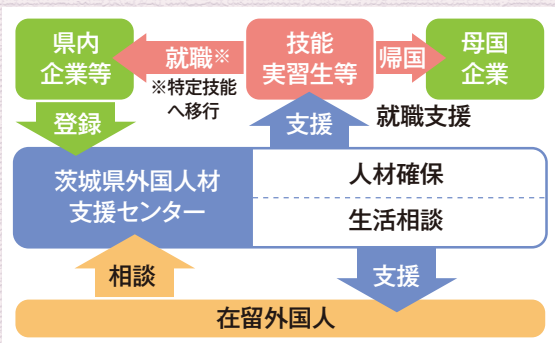 県内
企業等
就職※
※特定技能
へ移行
技能
実習生等
帰国
母国
企業
登録
支援
就職支援
茨城県外国人材
支援センター
人材確保
生活相談
相談
支援
在留外国人